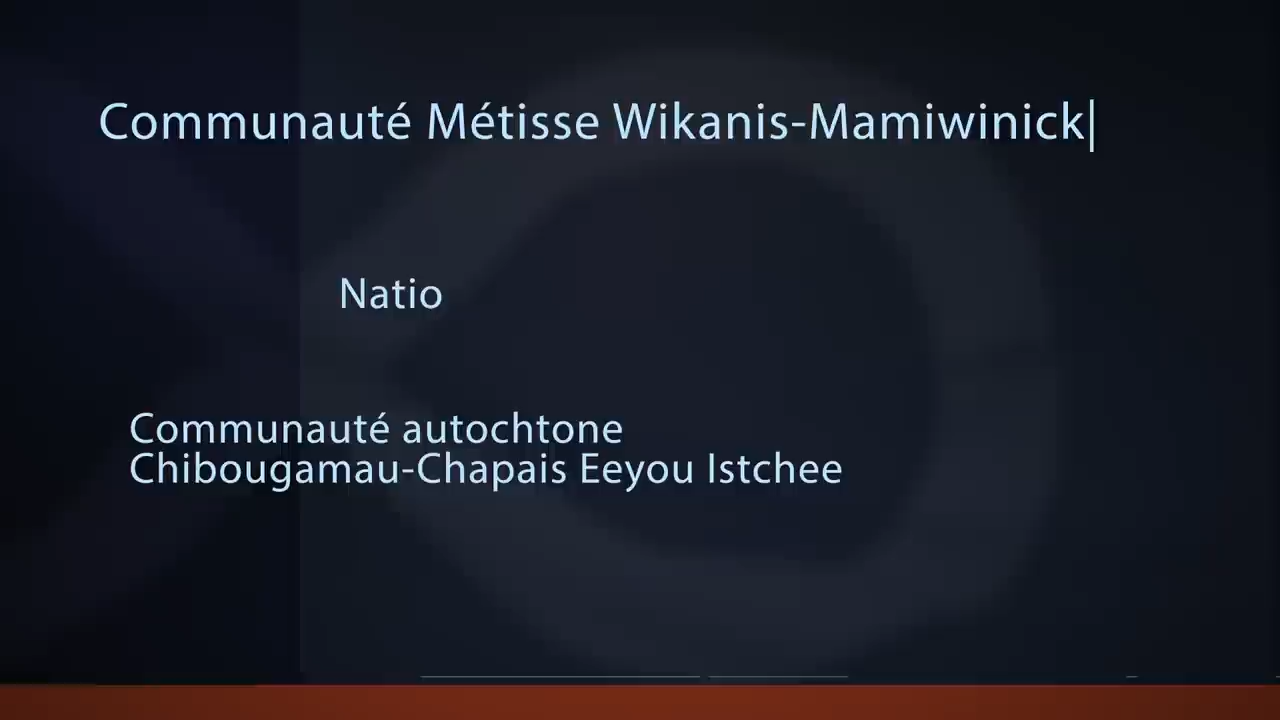 Communauté Métisse Wikanis-Mamiwinick|
Natio
Communauté autochtone
Chibougamau-Chapais Eeyou Istchee